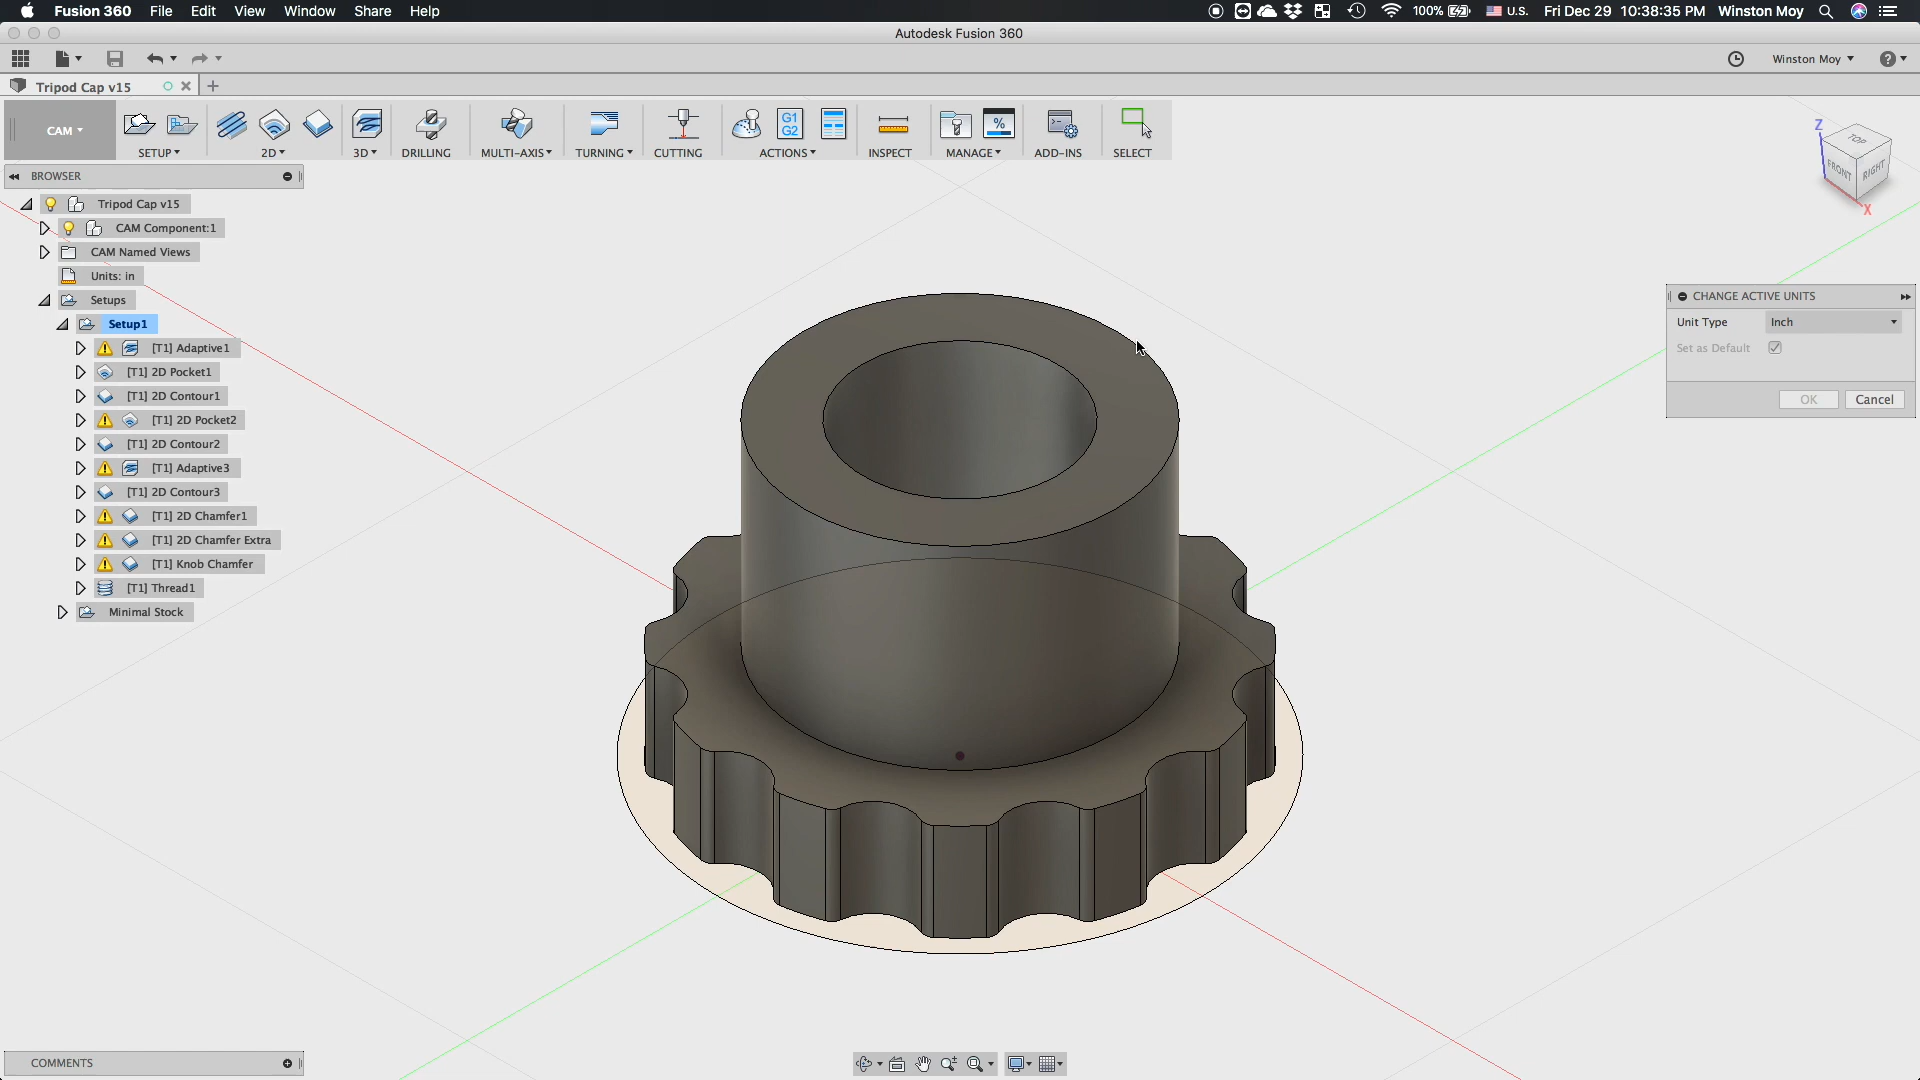 Fusion 360 File Edit View Window Share Help 100% U.S. Fri Dec 29 10:38:35 PM Winston Moy
Autodesk Fusion 360
Winston Moy
Tripod Cap v15
CAM
G1
G2
%
SETUP 2D 3D DRILLING MULTI-AXIS TURNING CUTTING ACTIONS INSPECT MANAGE ADD-INS SELECT
BROWSER
Tripod Cap v15
CAM Component:1
CAM Named Views
Units: in
Setups
Setup1
[T1] Adaptive1
[T1] 2D Pocket1
[T1] 2D Contour1
[T1] 2D Pocket2
[T1] 2D Contour2
[T1] Adaptive3
[T1] 2D Contour3
[T1] 2D Chamfer1
[T1] 2D Chamfer Extra
[T1] Knob Chamfer
[T1] Thread1
Minimal Stock
Z
TOP
FRONT
RIGHT
X
CHANGE ACTIVE UNITS
Unit Type Inch
Set as Default
OK Cancel
COMMENTS